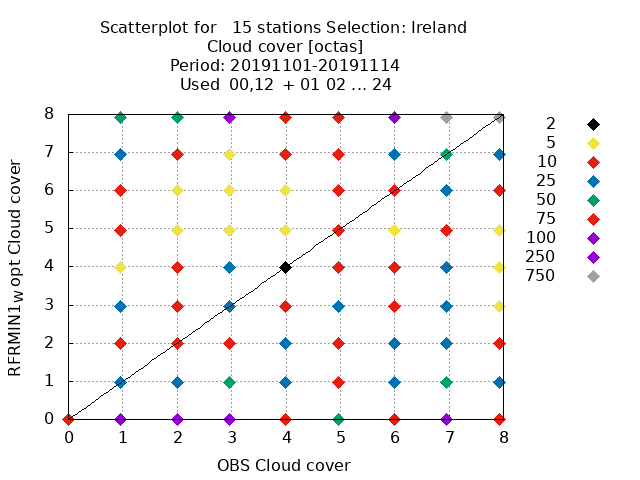 Scatterplot for   15 stations Selection: Ireland
Cloud cover [octas]
Period: 20191101-20191114
Used  00,12  + 01 02 ... 24
RFRMIN1W opt Cloud cover
8
7
6
5
4
3
2
1
0
0 1 2 3 4 5 6 7 8
OBS Cloud cover
2
5
10
25
50
75
100
250
750